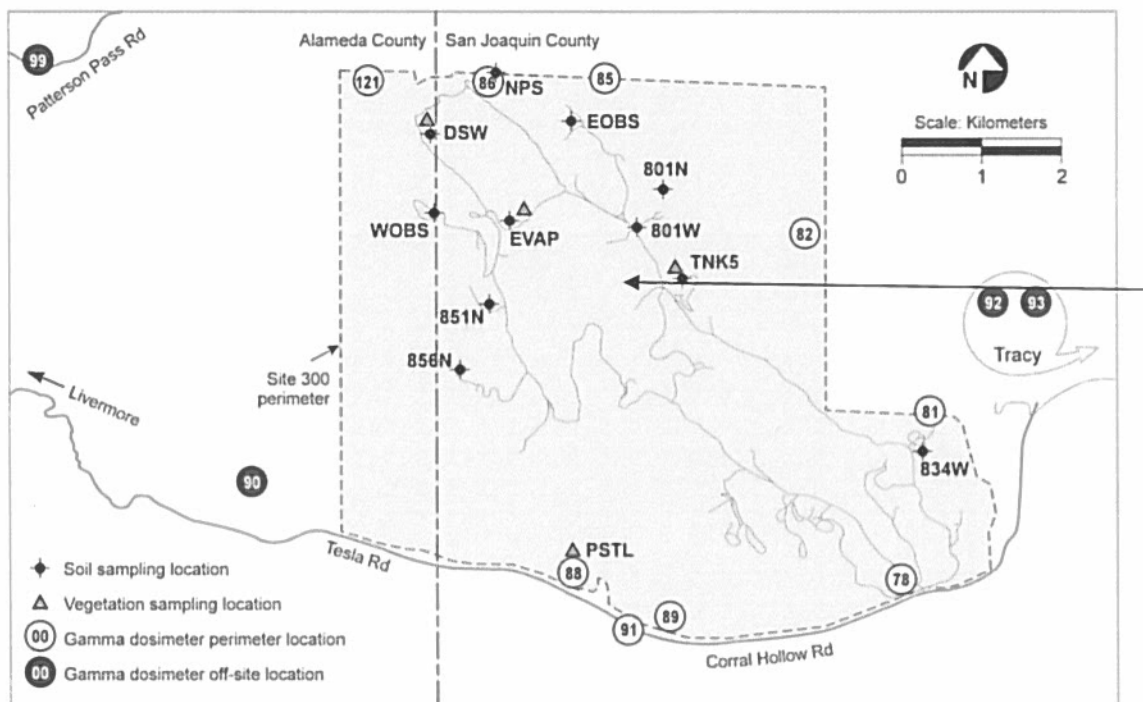 99
Patterson Pass Rd
Alameda County
San Joaquin County
121
86
NPS
85
N
Scale: Kilometers
0 1 2
DSW
EOBS
801N
WOBS
EVAP
801W
82
TNK5
92
93
Tracy
851N
856N
Site 300
perimeter
Livermore
81
834W
90
Tesla Rd
PSTL
88
78
89
91
Corral Hollow Rd
Soil sampling location
Vegetation sampling location
00 Gamma dosimeter perimeter location
00 Gamma dosimeter off-site location